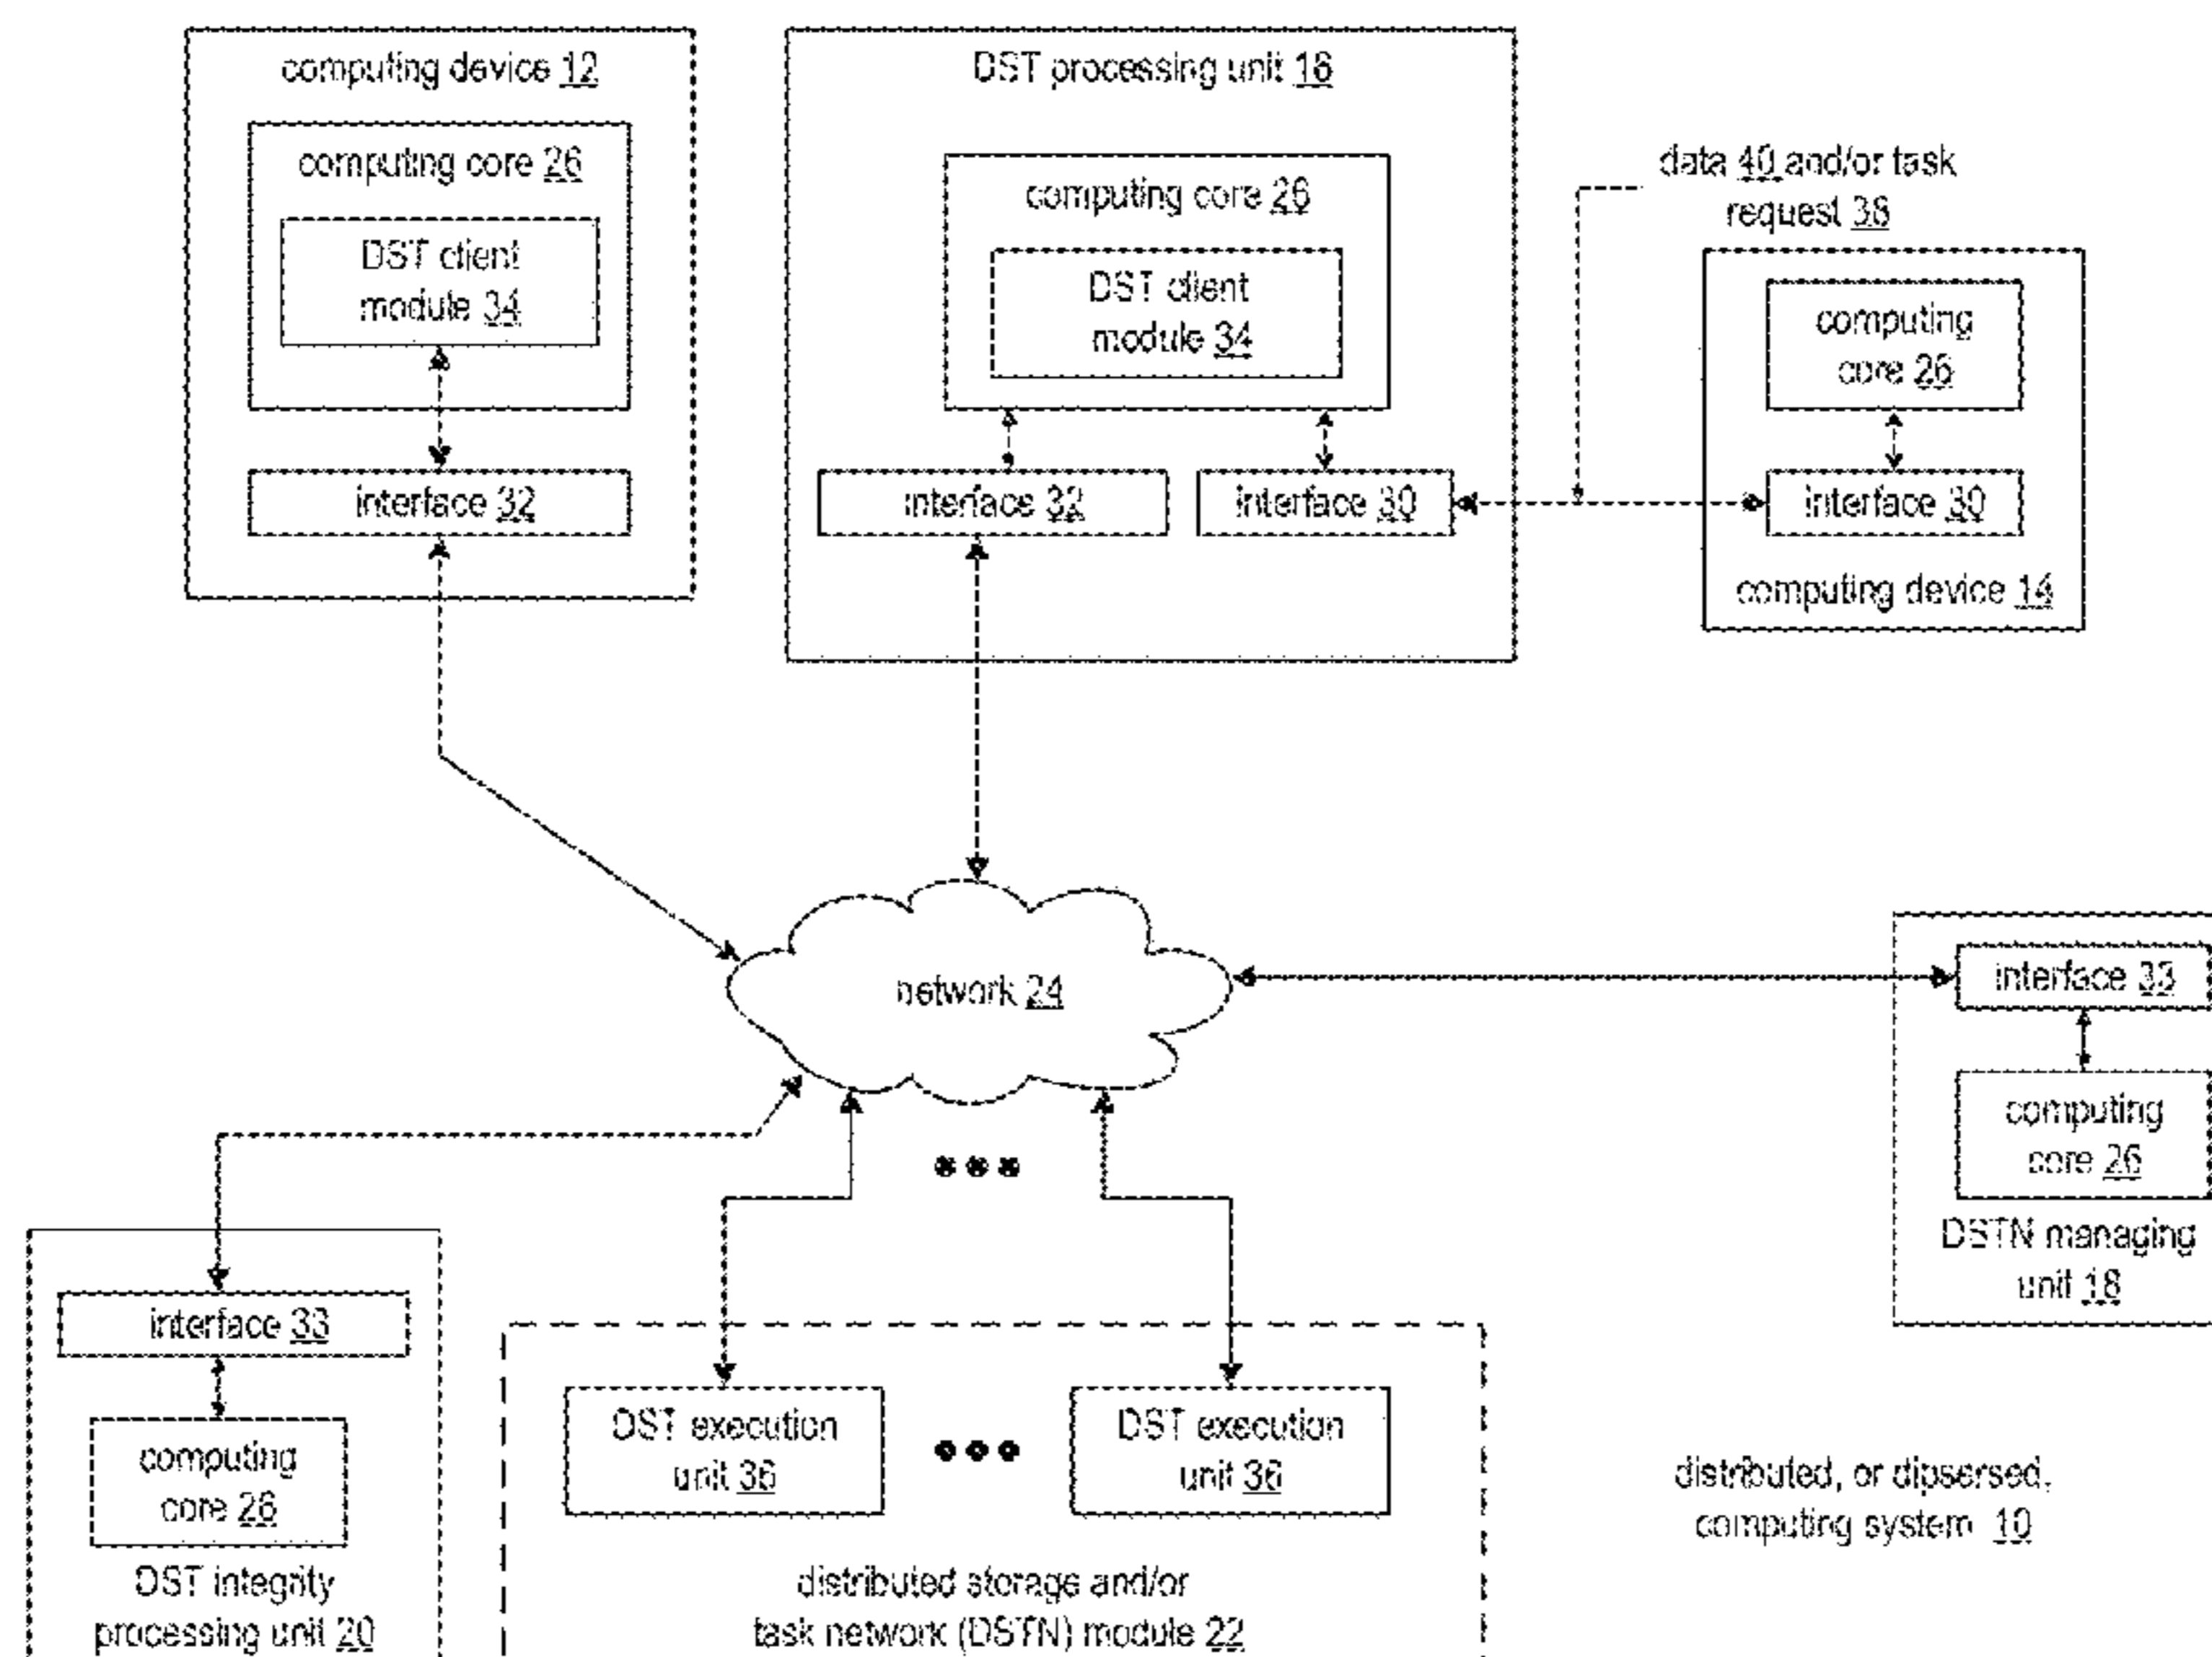 computing device 12
computing core 26
DST client
module 34
interface 32
DST processing unit 16
computing core 26
DST client
module 34
interface 32
interface 30
data 40 and/or task
request 38
computing
core 26
interface 30
computing device 14
network 24
interface 33
computing
core 26
DSTN managing
unit 18
interface 33
computing
core 26
DST integrity
processing unit 20
DST execution
unit 36
DST execution
unit 36
distributed storage and/or
task network (DSTN) module 22
distributed, or dipsersed,
computing system 10